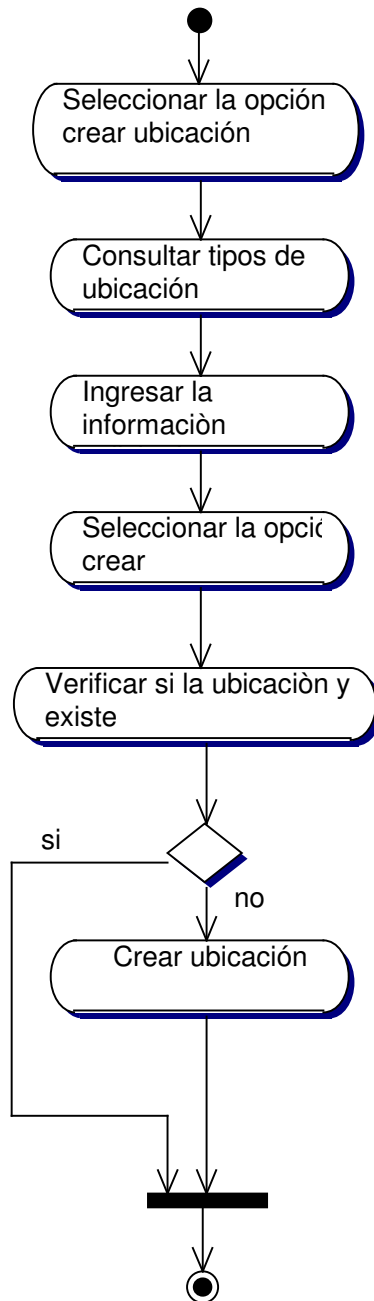 Seleccionar la opción
crear ubicación
Consultar tipos de
ubicación
Ingresar la
informaciòn
Seleccionar la opció
crear
Verificar si la ubicaciòn y
existe
si
no
Crear ubicación